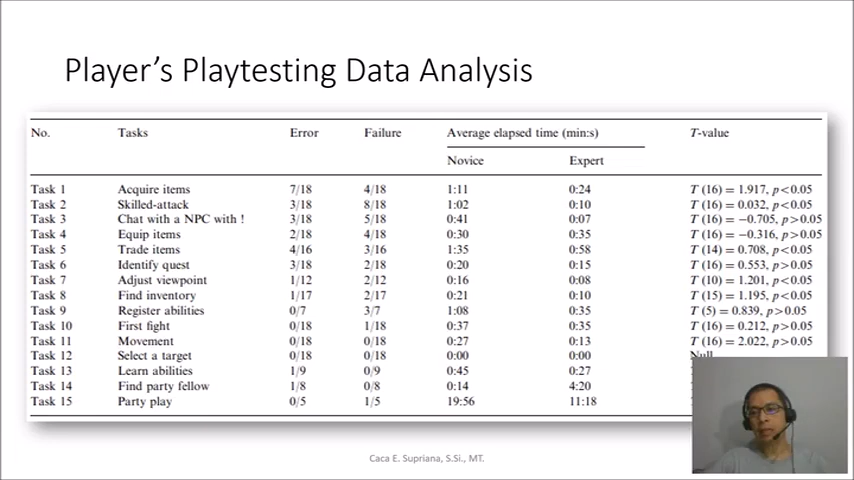 Player's Playtesting Data Analysis
No. Tasks Error Failure Average elapsed time (min:s) T-value
Novice Expert
Task 1 Acquire items 7/18 4/18 1:11 0:24 T (16) = 1.917, p<0.05
Task 2 Skilled-attack 3/18 8/18 1:02 0:10 T (16) = 0.032, p<0.05
Task 3 Chat with a NPC with ! 3/18 5/18 0:41 0:07 T (16) = −0.705, p>0.05
Task 4 Equip items 2/18 4/18 0:30 0:35 T (16) = −0.316, p>0.05
Task 5 Trade items 4/16 3/16 1:35 0:58 T (14) = 0.708, p<0.05
Task 6 Identify quest 3/18 2/18 0:20 0:15 T (16) = 0.553, p>0.05
Task 7 Adjust viewpoint 1/12 2/12 0:16 0:08 T (10) = 1.201, p<0.05
Task 8 Find inventory 1/17 2/17 0:21 0:10 T (15) = 1.195, p<0.05
Task 9 Register abilities 0/7 3/7 1:08 0:35 T (5) = 0.839, p>0.05
Task 10 First fight 0/18 1/18 0:37 0:35 T (16) = 0.212, p>0.05
Task 11 Movement 0/18 0/18 0:27 0:13 T (16) = 2.022, p>0.05
Task 12 Select a target 0/18 0/18 0:00 0:00 Null
Task 13 Learn abilities 1/9 0/9 0:45 0:27
Task 14 Find party fellow 1/8 0/8 0:14 4:20
Task 15 Party play 0/5 1/5 19:56 11:18
Caca E. Supriana, S.Si., MT.